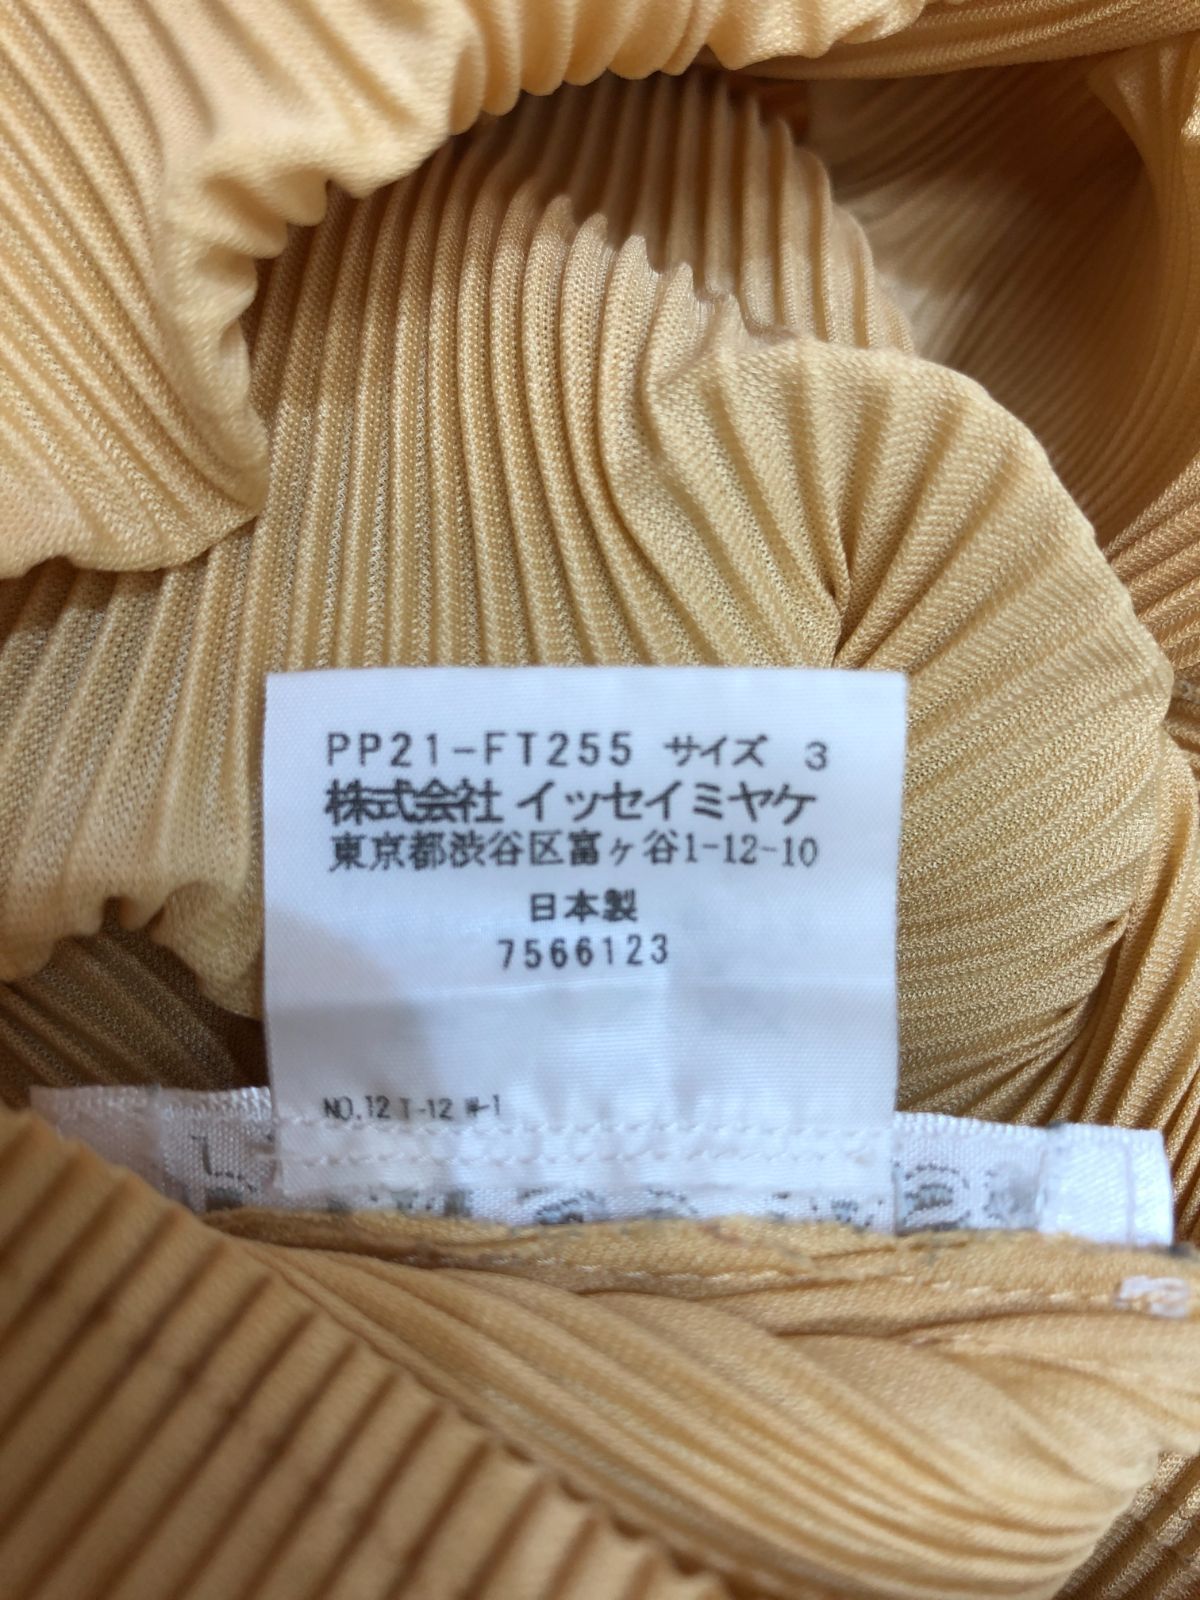 PP21-FT255 サイズ 3
株式会社 イッセイミヤケ
東京都渋谷区富ヶ谷1-12-10
日本製
7566123
NO.12 T-12